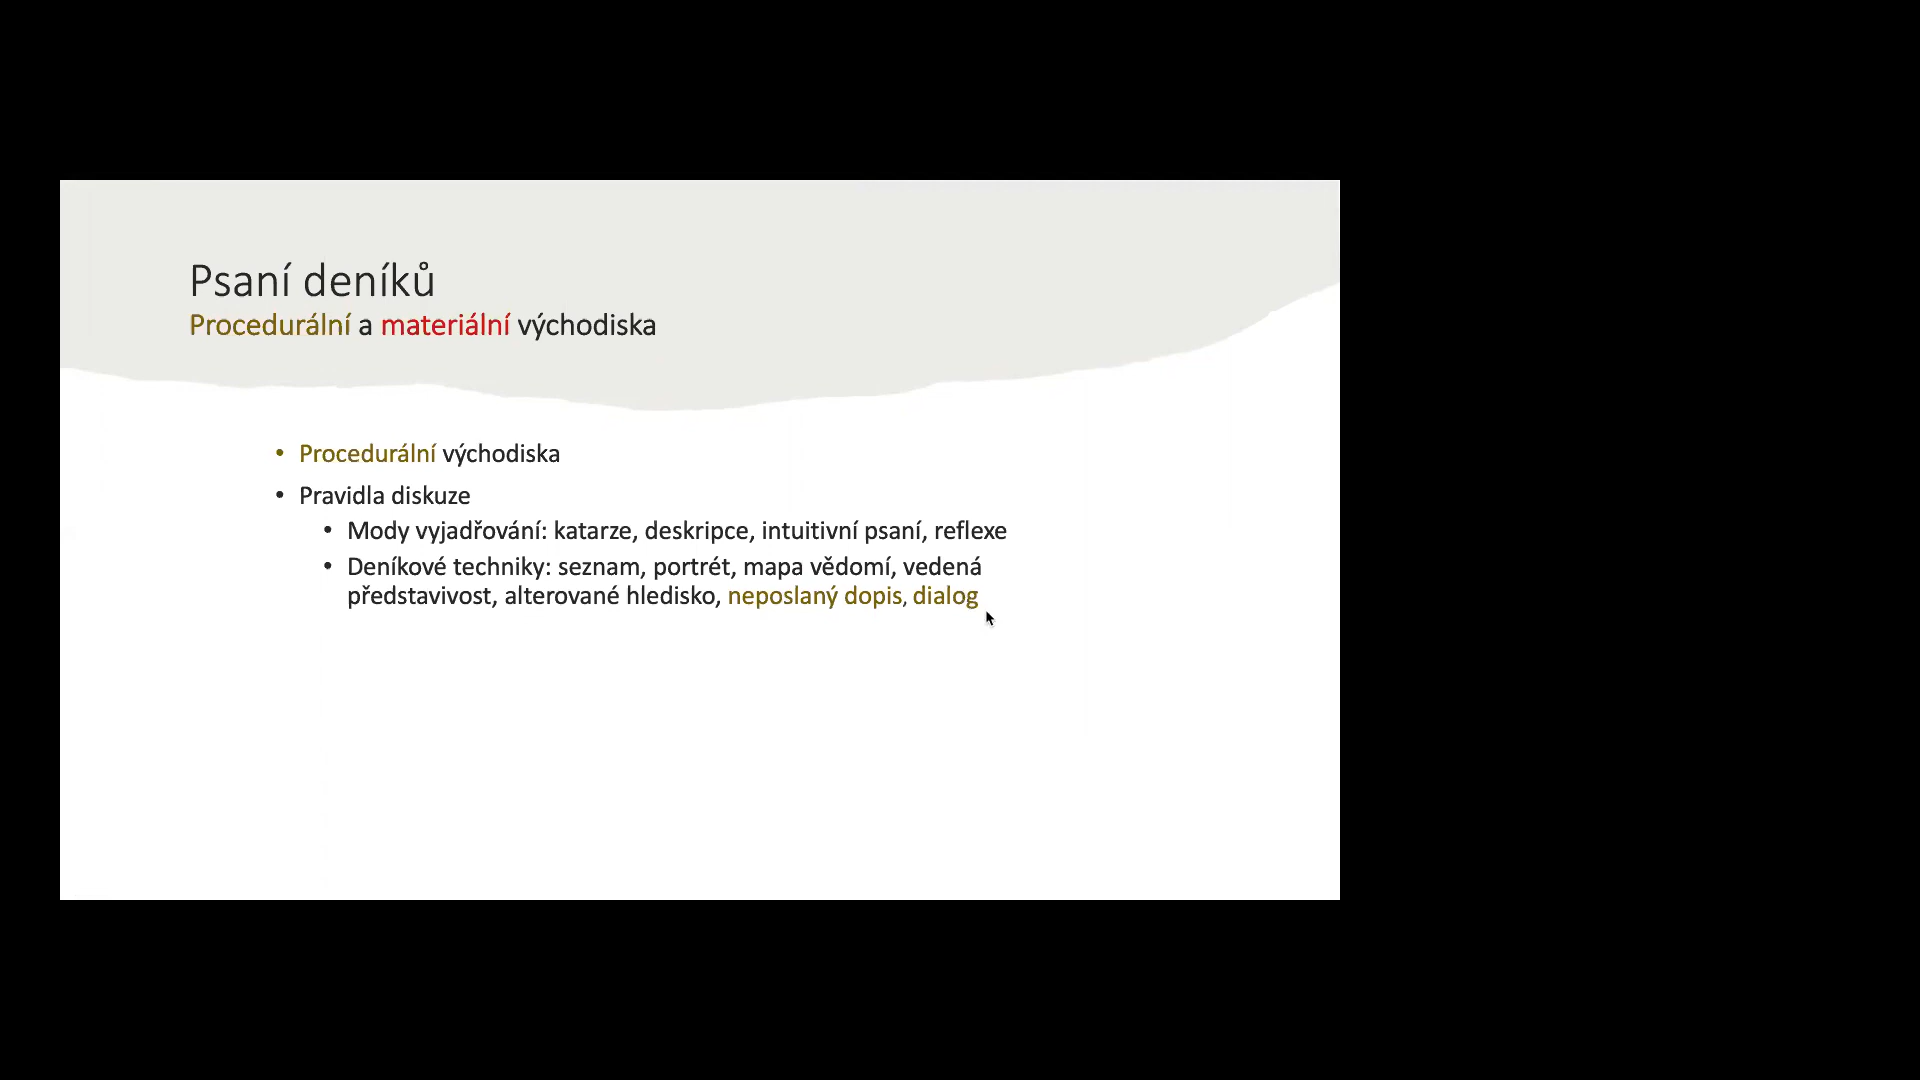 Psaní deníků
Procedurální a materiální východiska
• Procedurální východiska
• Pravidla diskuze
• Mody vyjadřování: katarze, deskripce, intuitivní psaní, reflexe
• Deníkové techniky: seznam, portrét, mapa vědomí, vedená
představivost, alterované hledisko, neposlaný dopis, dialog